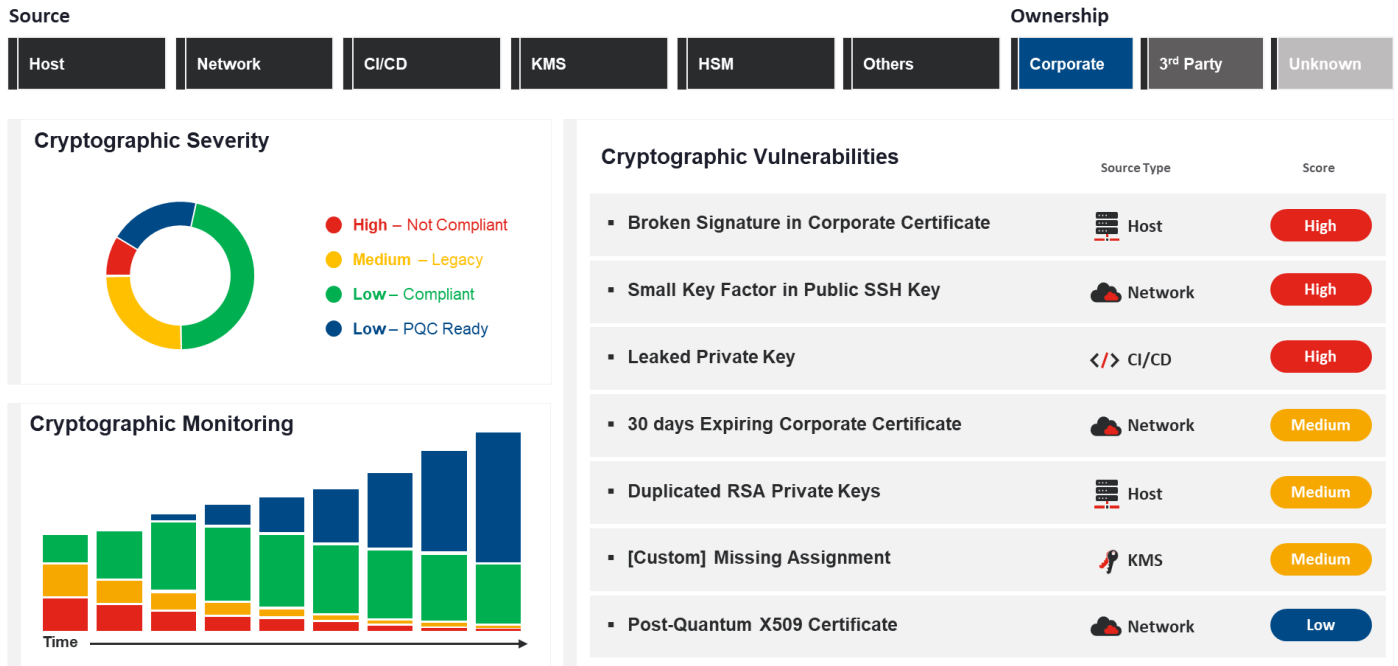 Source
Ownership
Host
Network
CI/CD
KMS
HSM
Others
Corporate
3rd Party
Unknown
Cryptographic Severity
High – Not Compliant
Medium – Legacy
Low – Compliant
Low – PQC Ready
Cryptographic Monitoring
Time
Cryptographic Vulnerabilities
Source Type
Score
▪ Broken Signature in Corporate Certificate Host High
▪ Small Key Factor in Public SSH Key Network High
▪ Leaked Private Key </> CI/CD High
▪ 30 days Expiring Corporate Certificate Network Medium
▪ Duplicated RSA Private Keys Host Medium
▪ [Custom] Missing Assignment KMS Medium
▪ Post-Quantum X509 Certificate Network Low